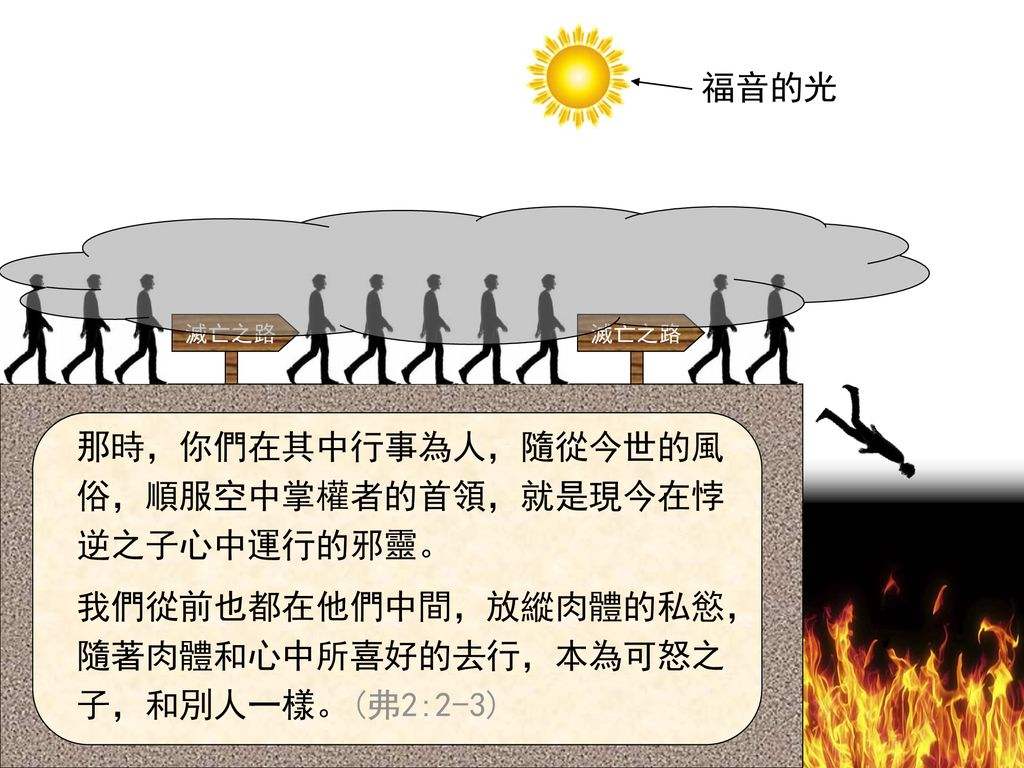 福音的光
滅亡之路
滅亡之路
那時，你們在其中行事為人，隨從今世的風
俗，順服空中掌權者的首領，就是現今在悖
逆之子心中運行的邪靈。
我們從前也都在他們中間，放縱肉體的私慾，
隨著肉體和心中所喜好的去行，本為可怒之
子，和別人一樣。(弗2:2-3)